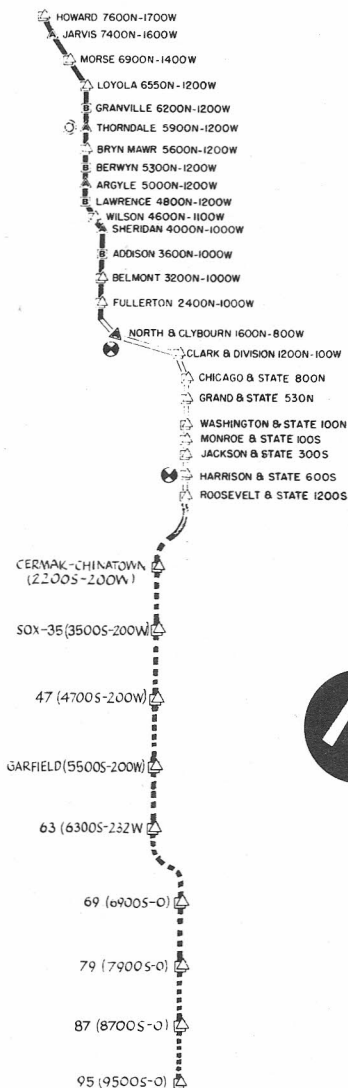 HOWARD 7600N-1700W
JARVIS 7400N-1600W
MORSE 6900N-1400W
LOYOLA 6550N-1200W
B GRANVILLE 6200N-1200W
A THORNDALE 5900N-1200W
BRYN MAWR 5600N-1200W
B BERWYN 5300N-1200W
A ARGYLE 5000N-1200W
B LAWRENCE 4800N-1200W
WILSON 4600N-1100W
SHERIDAN 4000N-1000W
B ADDISON 3600N-1000W
BELMONT 3200N-1000W
FULLERTON 2400N-1000W
NORTH & CLYBOURN 1600N-800W
CLARK & DIVISION 1200N-100W
CHICAGO & STATE 800N
GRAND & STATE 530N
WASHINGTON & STATE 100N
MONROE & STATE 100S
JACKSON & STATE 300S
HARRISON & STATE 600S
ROOSEVELT & STATE 1200S
CERMAK-CHINATOWN
(2200S-200W)
SOX-35 (3500S-200W)
47 (4700S-200W)
GARFIELD (5500S-200W)
63 (6300S-232W
69 (6900S-0)
79 (7900S-0)
87 (8700S-0)
95 (9500S-0)